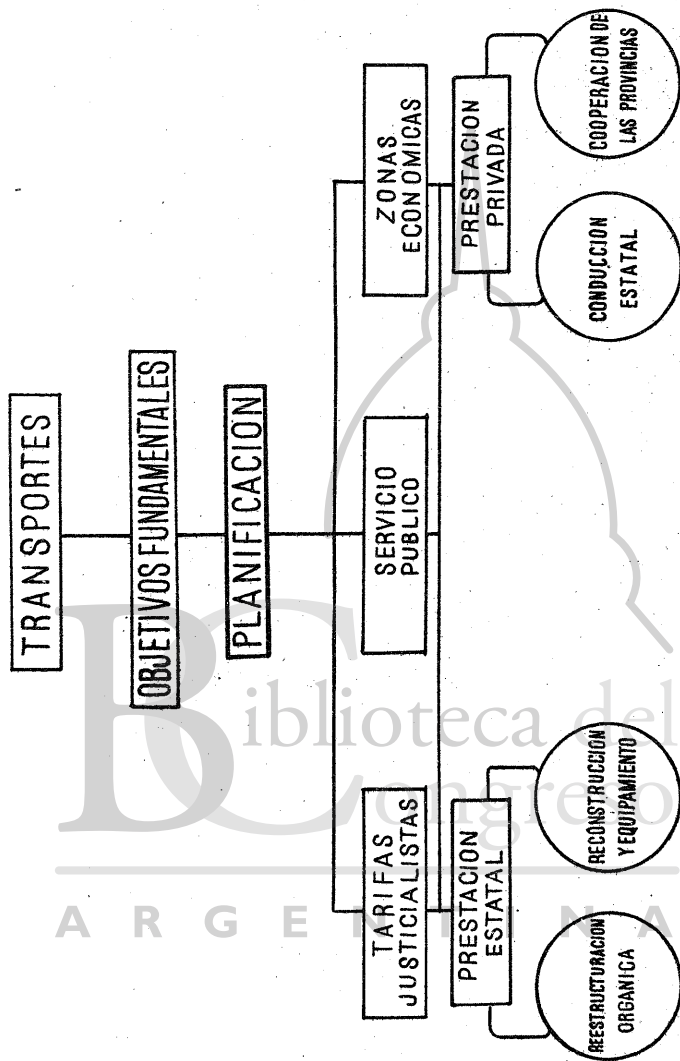 TRANSPORTES
OBJETIVOS FUNDAMENTALES
PLANIFICACION
TARIFAS
JUSTICIALISTAS
SERVICIO
PUBLICO
ZONAS
ECONOMICAS
PRESTACION
ESTATAL
PRESTACION
PRIVADA
REESTRUCTURACION
ORGANICA
RECONSTRUCCION
Y EQUIPAMIENTO
CONDUCCION
ESTATAL
COOPERACION DE
LAS PROVINCIAS
Biblioteca del
Congreso
ARGENTINA